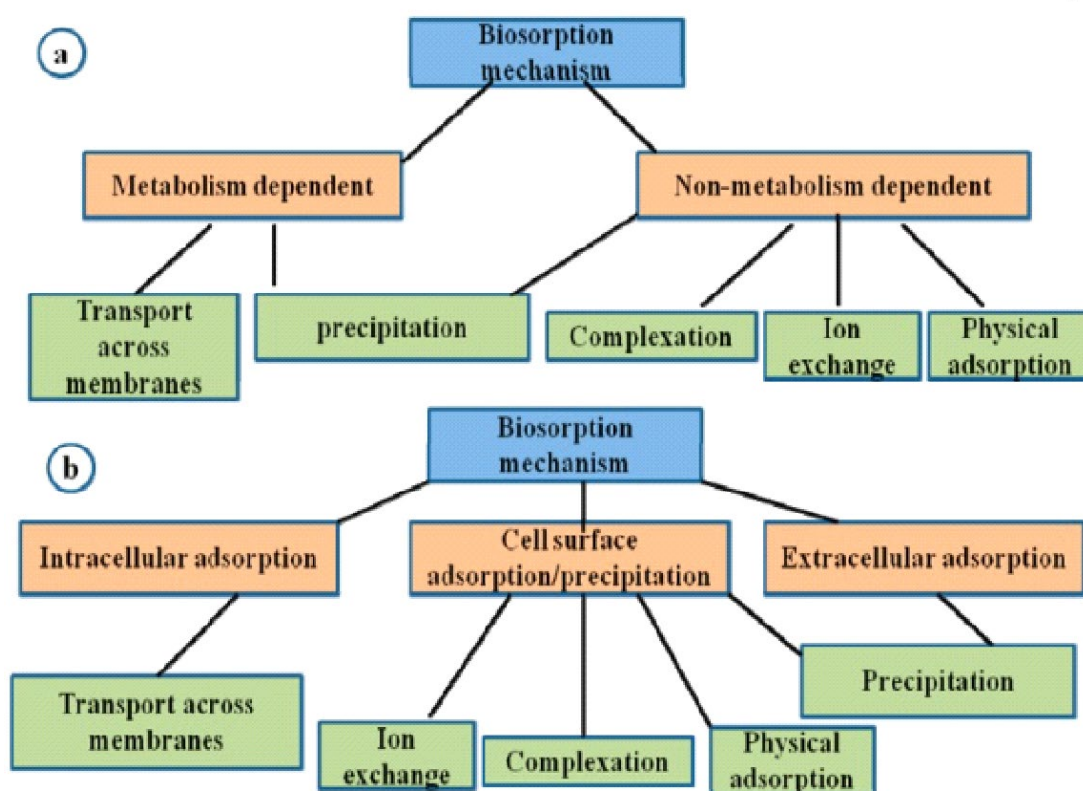 a
Biosorption
mechanism
Metabolism dependent
Non-metabolism dependent
Transport
across
membranes
precipitation
Complexation
Ion
exchange
Physical
adsorption
b
Biosorption
mechanism
Intracellular adsorption
Cell surface
adsorption/precipitation
Extracellular adsorption
Transport across
membranes
Ion
exchange
Complexation
Physical
adsorption
Precipitation